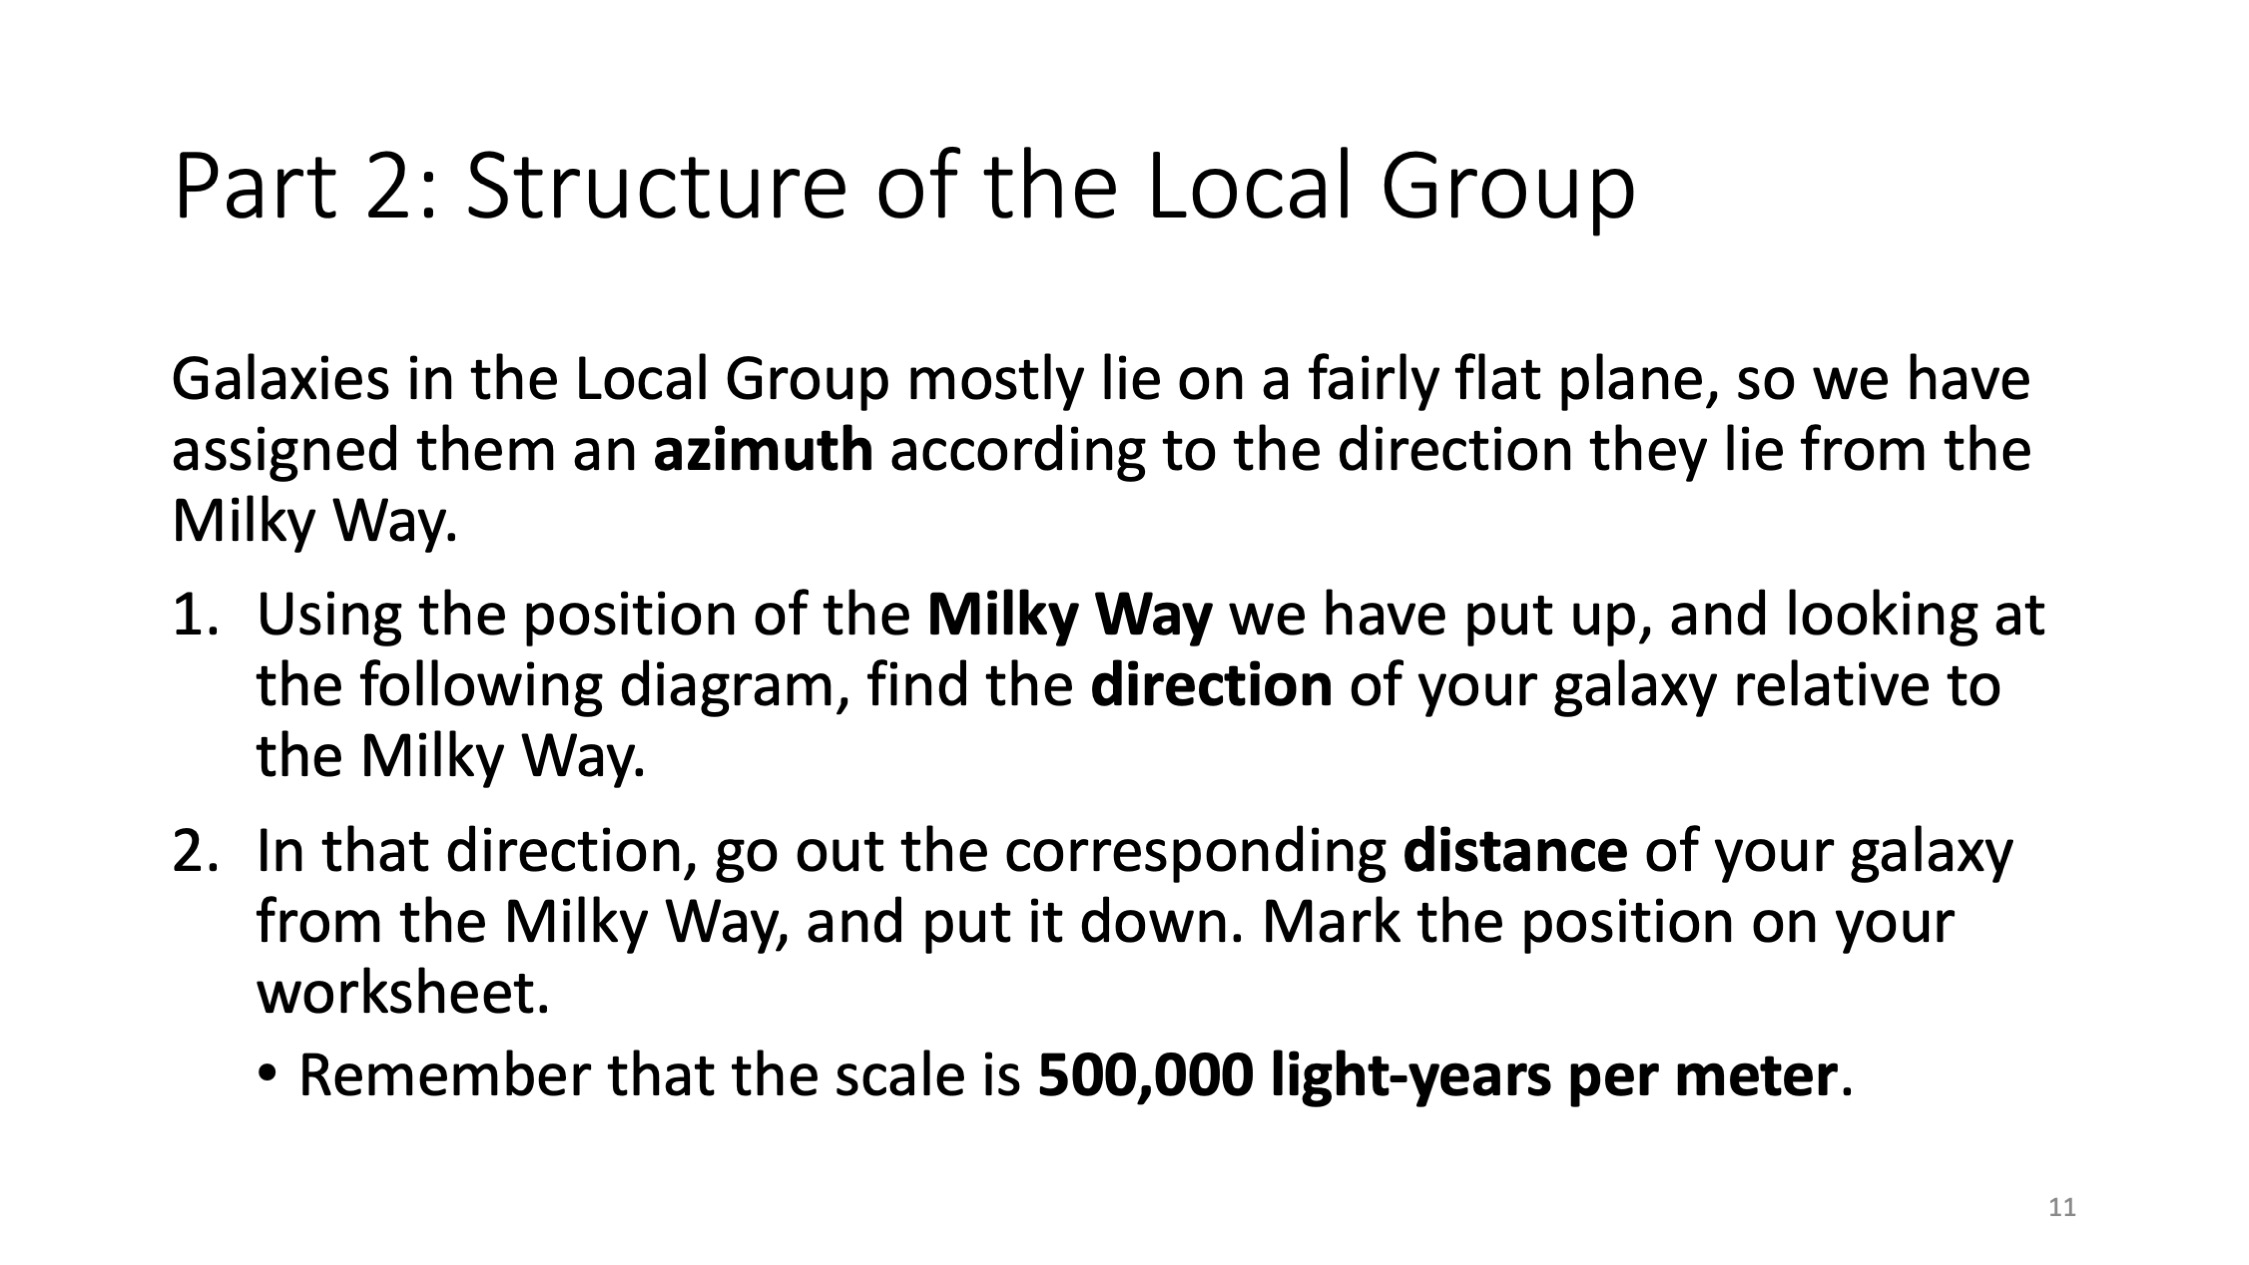 Part 2: Structure of the Local Group
Galaxies in the Local Group mostly lie on a fairly flat plane, so we have
assigned them an azimuth according to the direction they lie from the
Milky Way.
1. Using the position of the Milky Way we have put up, and looking at
the following diagram, find the direction of your galaxy relative to
the Milky Way.
2. In that direction, go out the corresponding distance of your galaxy
from the Milky Way, and put it down. Mark the position on your
worksheet.
• Remember that the scale is 500,000 light-years per meter.
11